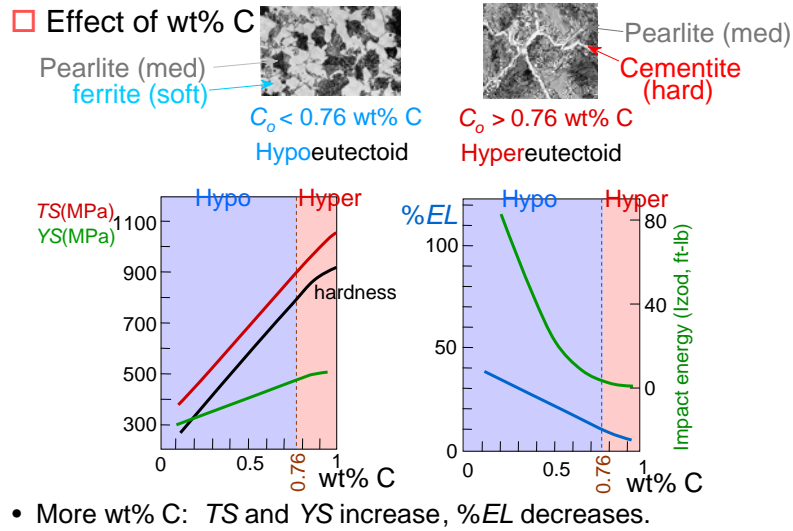 Effect of wt% C
Pearlite (med)
ferrite (soft)
Co < 0.76 wt% C
Hypoeutectoid
Pearlite (med)
Cementite
(hard)
Co > 0.76 wt% C
Hypereutectoid
Hypo Hyper
TS(MPa)
YS(MPa)
1100
900
hardness
700
500
300
0 0.5 0.76 1
wt% C
Hypo Hyper
%EL
100
50
0
80
40
0
Impact energy (Izod, ft-lb)
0 0.5 0.76 1
wt% C
• More wt% C: TS and YS increase, %EL decreases.